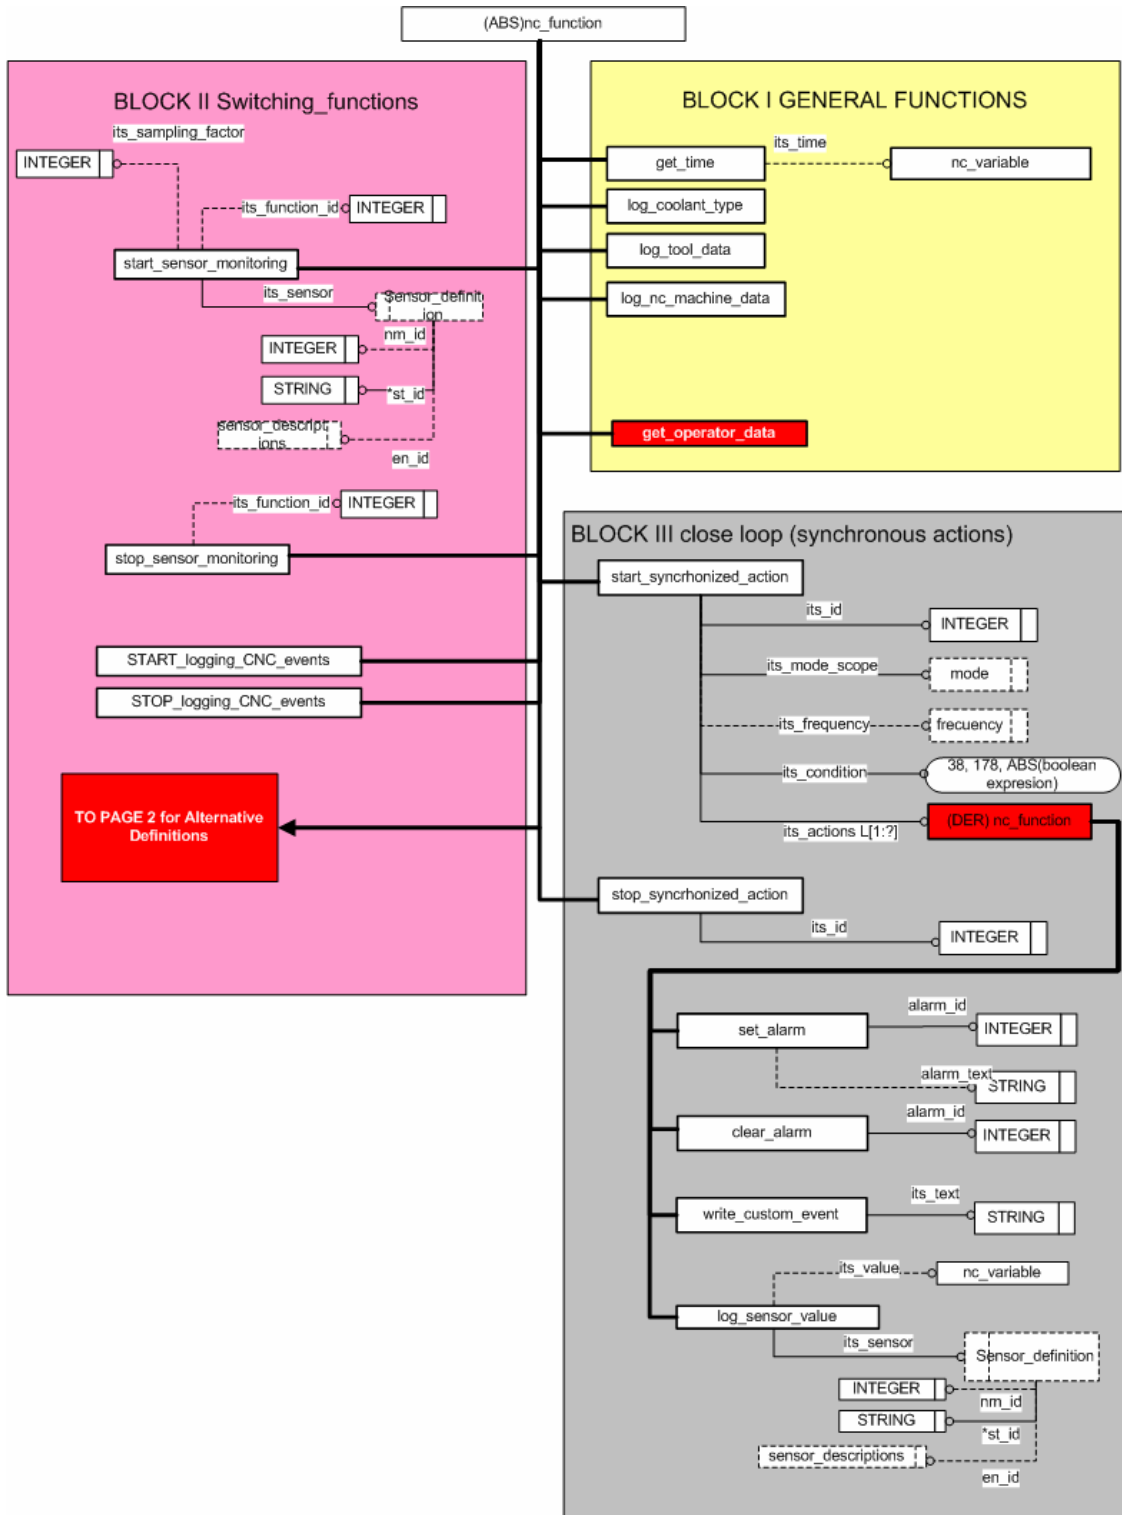 (ABS)nc_function
BLOCK II Switching_functions
its_sampling_factor
INTEGER
its_function_id
INTEGER
start_sensor_monitoring
its_sensor
Sensor_definit
ion
nm_id
INTEGER
STRING
*st_id
sensor_descript
ions
en_id
its_function_id
INTEGER
stop_sensor_monitoring
START_logging_CNC_events
STOP_logging_CNC_events
TO PAGE 2 for Alternative
Definitions
BLOCK I GENERAL FUNCTIONS
its_time
get_time
nc_variable
log_coolant_type
log_tool_data
log_nc_machine_data
get_operator_data
BLOCK III close loop (synchronous actions)
start_syncrhonized_action
its_id
INTEGER
its_mode_scope
mode
its_frequency
frecuency
its_condition
38, 178, ABS(boolean
expresion)
its_actions L[1:?]
(DER) nc_function
stop_syncrhonized_action
its_id
INTEGER
alarm_id
set_alarm
INTEGER
alarm_text
STRING
alarm_id
clear_alarm
INTEGER
its_text
write_custom_event
STRING
its_value
nc_variable
log_sensor_value
its_sensor
Sensor_definition
INTEGER
nm_id
STRING
*st_id
sensor_descriptions
en_id